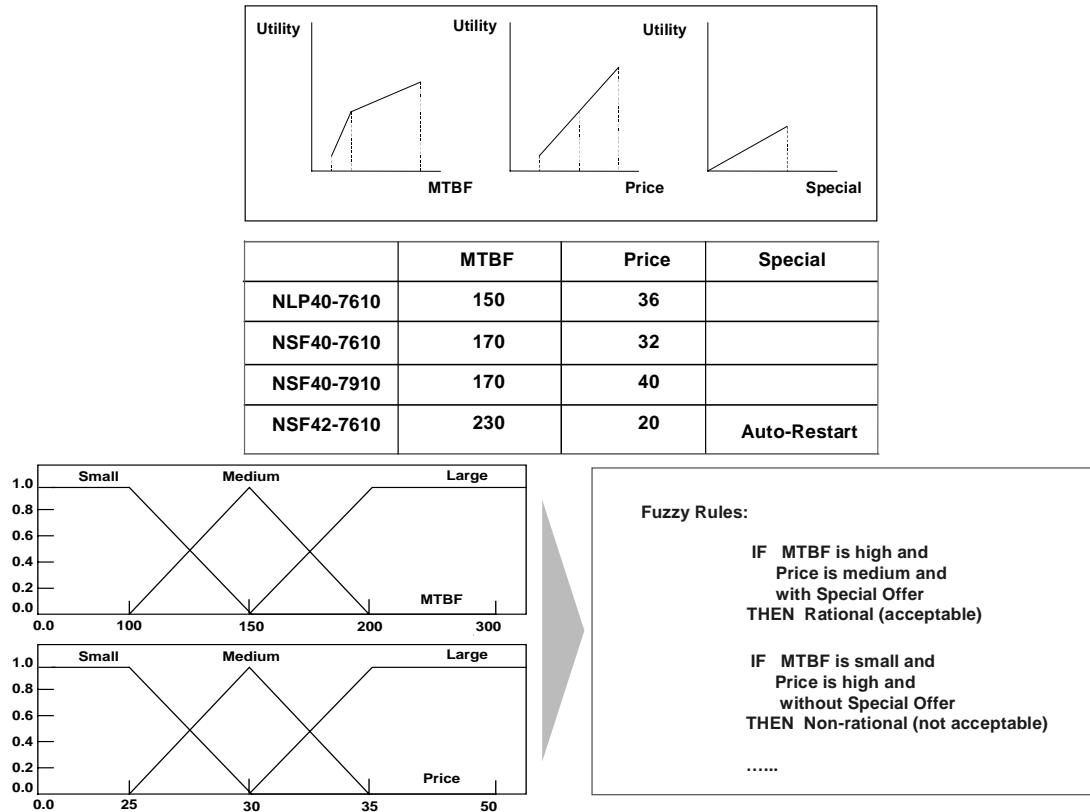 Utility
Utility
Utility
MTBF
Price
Special
MTBF Price Special
NLP40-7610 150 36
NSF40-7610 170 32
NSF40-7910 170 40
NSF42-7610 230 20 Auto-Restart
Small Medium Large
1.0
0.8
0.6
0.4
0.2
0.0
MTBF
0.0 100 150 200 300
Small Medium Large
1.0
0.8
0.6
0.4
0.2
0.0
Price
0.0 25 30 35 50
Fuzzy Rules:
IF MTBF is high and
Price is medium and
with Special Offer
THEN Rational (acceptable)
IF MTBF is small and
Price is high and
without Special Offer
THEN Non-rational (not acceptable)
…...